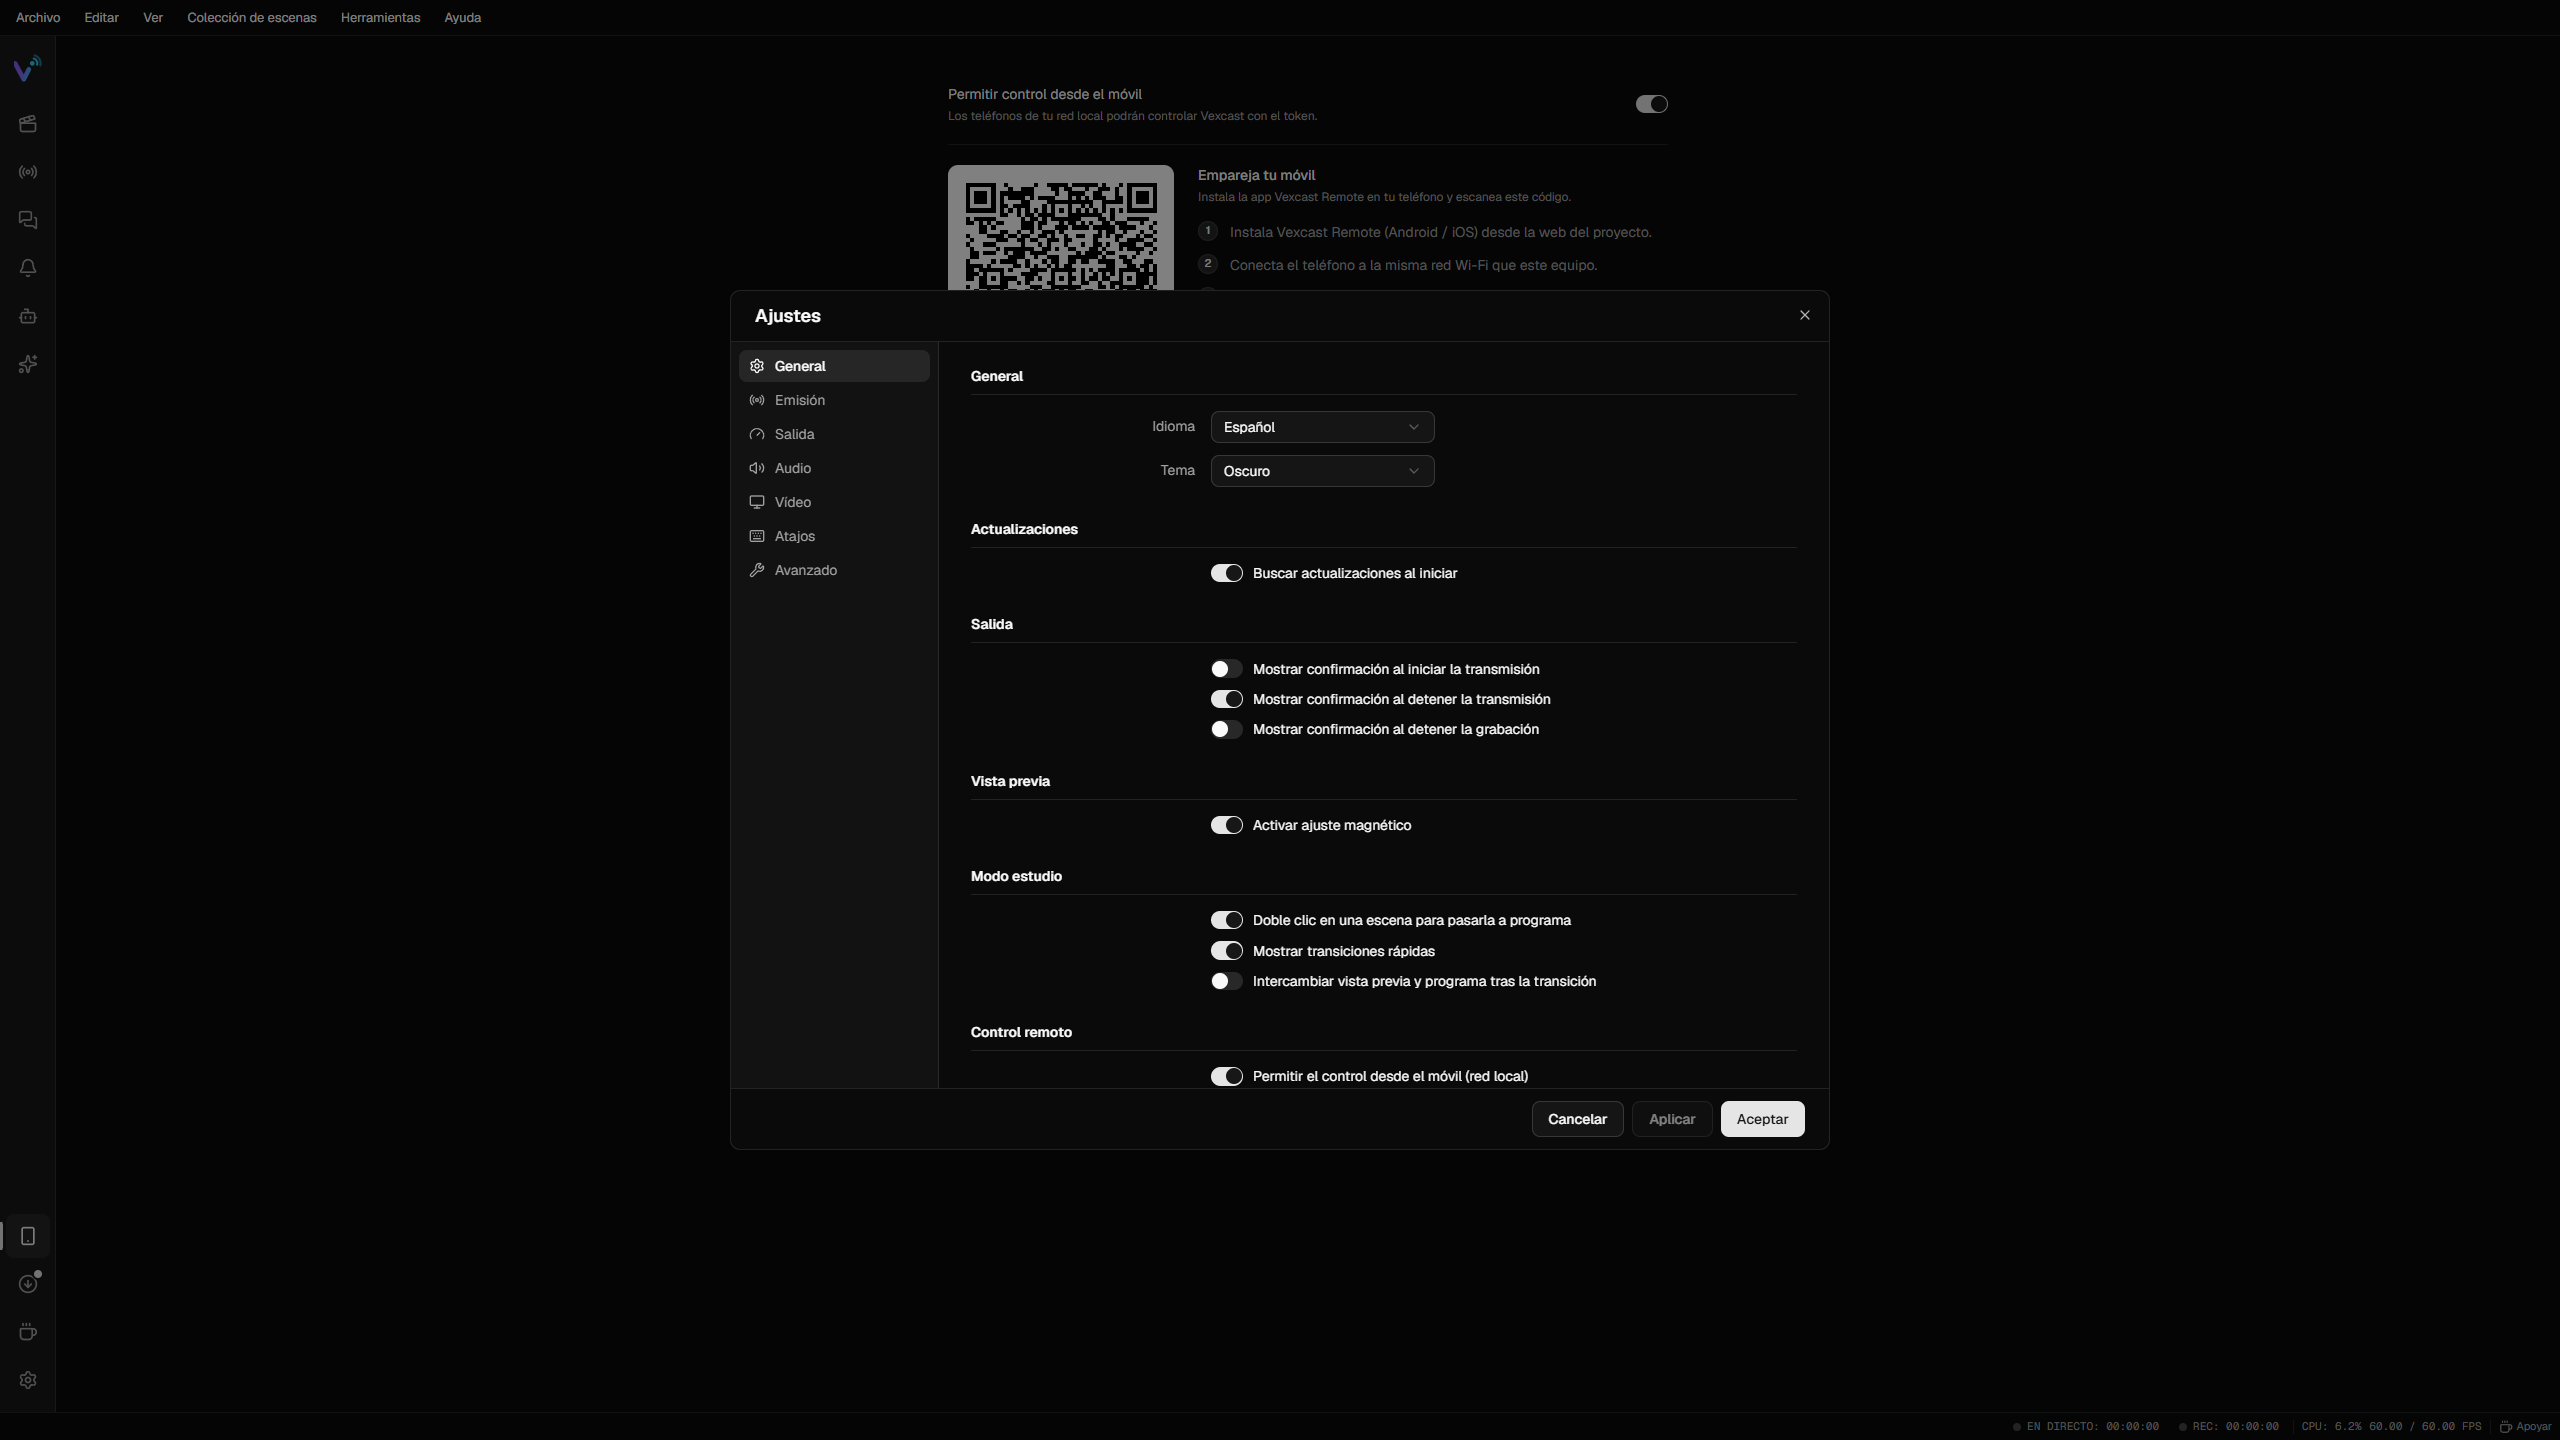 Archivo Editar Ver Colección de escenas Herramientas Ayuda
Permitir control desde el móvil
Los teléfonos de tu red local podrán controlar Vexcast con el token.
Empareja tu móvil
Instala la app Vexcast Remote en tu teléfono y escanea este código.
1 Instala Vexcast Remote (Android / iOS) desde la web del proyecto.
2 Conecta el teléfono a la misma red Wi-Fi que este equipo.
Ajustes
General
Emisión
Salida
Audio
Vídeo
Atajos
Avanzado
General
Idioma Español
Tema Oscuro
Actualizaciones
Buscar actualizaciones al iniciar
Salida
Mostrar confirmación al iniciar la transmisión
Mostrar confirmación al detener la transmisión
Mostrar confirmación al detener la grabación
Vista previa
Activar ajuste magnético
Modo estudio
Doble clic en una escena para pasarla a programa
Mostrar transiciones rápidas
Intercambiar vista previa y programa tras la transición
Control remoto
Permitir el control desde el móvil (red local)
Cancelar Aplicar Aceptar
EN DIRECTO: 00:00:00 REC: 00:00:00 CPU: 6.2% 60.00 / 60.00 FPS Apoyar